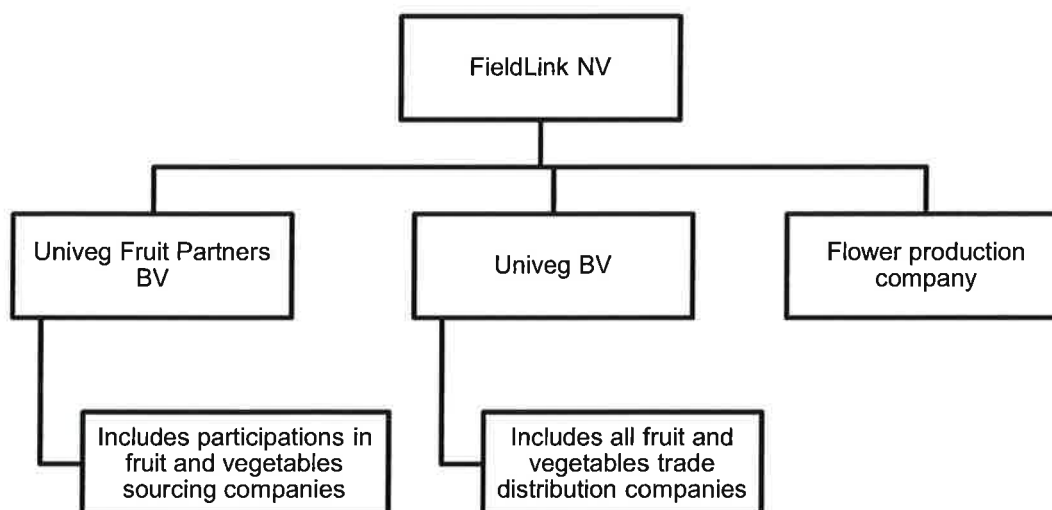 FieldLink NV
Univeg Fruit Partners
BV
Univeg BV
Flower production
company
Includes participations in
fruit and vegetables
sourcing companies
Includes all fruit and
vegetables trade
distribution companies